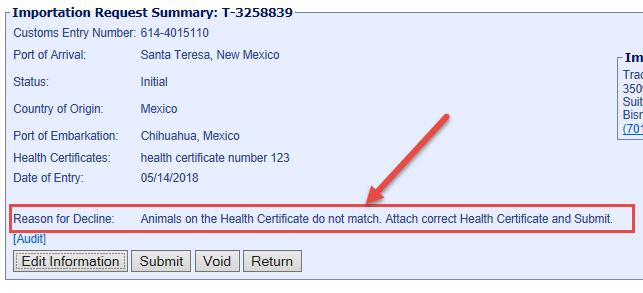 Importation Request Summary: T-3258839
Customs Entry Number: 614-4015110
Port of Arrival: Santa Teresa, New Mexico
Status: Initial
Country of Origin: Mexico
Port of Embarkation: Chihuahua, Mexico
Health Certificates: health certificate number 123
Date of Entry: 05/14/2018
Reason for Decline: Animals on the Health Certificate do not match. Attach correct Health Certificate and Submit.
[Audit]
Edit Information Submit Void Return
Im
Trac
3509
Suit
Bism
(701